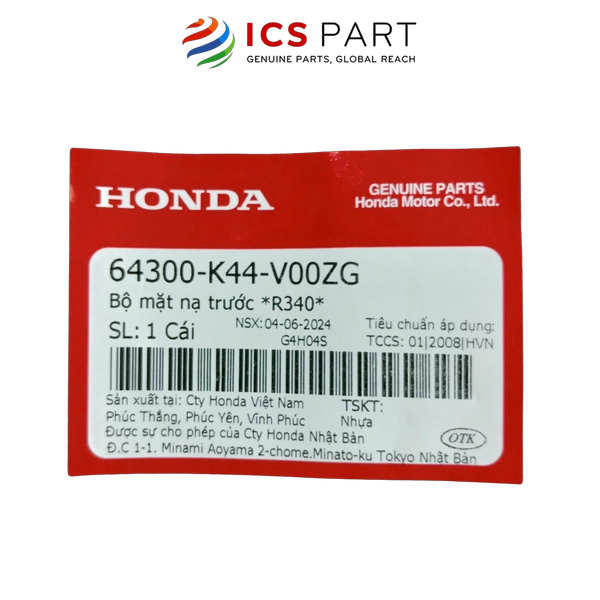 ICS PART
GENUINE PARTS, GLOBAL REACH
HONDA
GENUINE PARTS
Honda Motor Co., Ltd.
64300-K44-V00ZG
Bộ mặt nạ trước *R340*
SL: 1 Cái
NSX: 04-06-2024
G4H04S
Tiêu chuẩn áp dụng:
TCCS: 01|2008|HVN
Sản xuất tại: Cty Honda Việt Nam
Phúc Thắng, Phúc Yên, Vĩnh Phúc
TSKT:
Nhựa
Được sự cho phép của Cty Honda Nhật Bản
Đ.C 1-1. Minami Aoyama 2-chome.Minato-ku Tokyo Nhật Bản
OTK